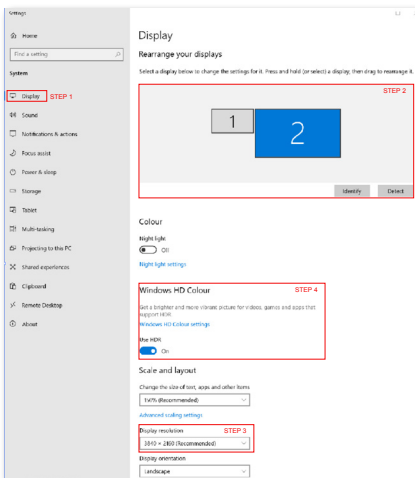 Settings
Home
Find a setting
System
Display STEP 1
Sound
Notifications & actions
Focus assist
Power & sleep
Storage
Tablet
Multi-tasking
Projecting to this PC
Shared experiences
Clipboard
Remote Desktop
About
Display
Rearrange your displays
Select a display below to change the settings for it. Press and hold (or select) a display, then drag to rearrange it.
STEP 2
1 2
Identify Detect
Colour
Night light
Off
Night light settings
Windows HD Colour STEP 4
Get a brighter and more vibrant picture for videos, games and apps that
support HDR.
Windows HD Colour settings
Use HDR
On
Scale and layout
Change the size of text, apps and other items
150% (Recommended)
Advanced scaling settings
Display resolution STEP 3
3840 × 2160 (Recommended)
Display orientation
Landscape